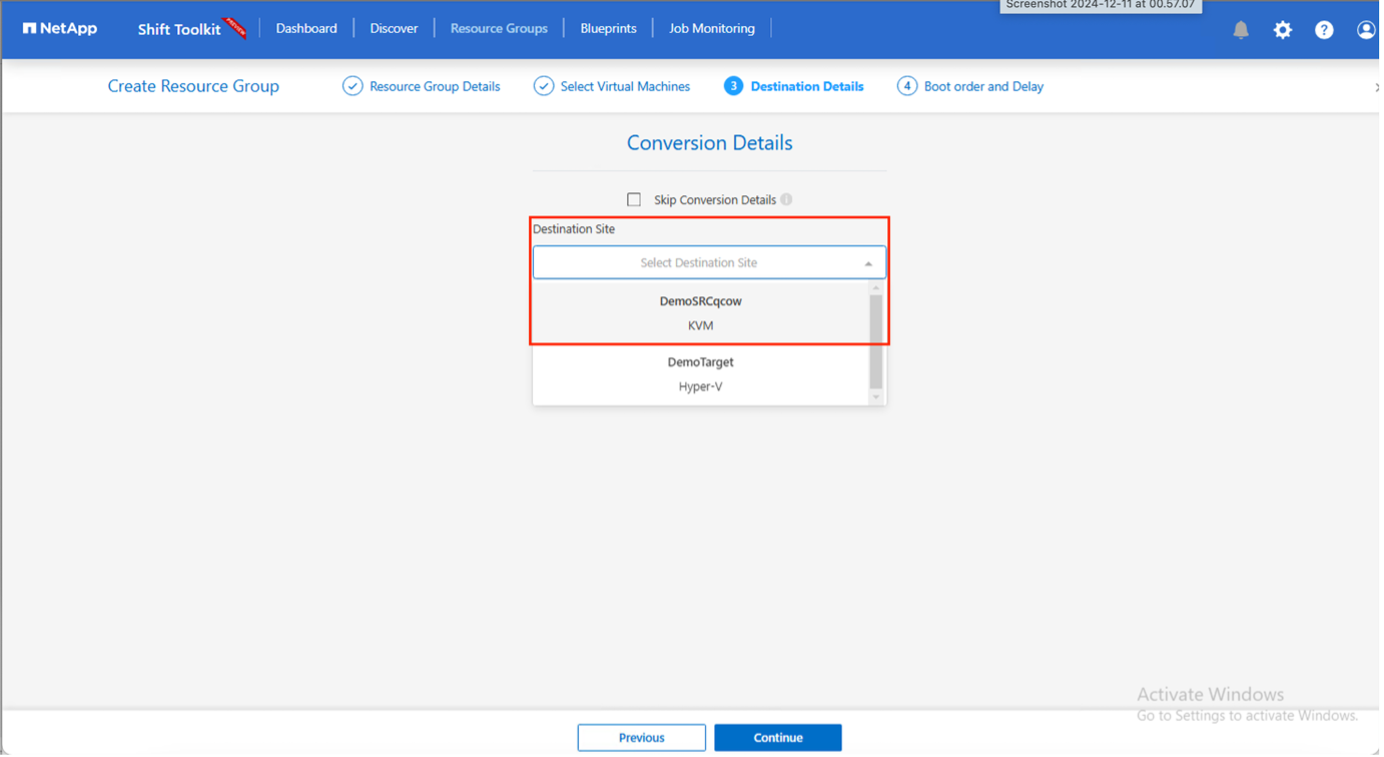 Screenshot 2024-12-11 at 00.57.07
NetApp Shift Toolkit PREVIEW Dashboard Discover Resource Groups Blueprints Job Monitoring
Create Resource Group Resource Group Details Select Virtual Machines 3 Destination Details 4 Boot order and Delay
Conversion Details
Skip Conversion Details
Destination Site
Select Destination Site
DemoSRCqcow
KVM
DemoTarget
Hyper-V
Activate Windows
Go to Settings to activate Windows.
Previous Continue